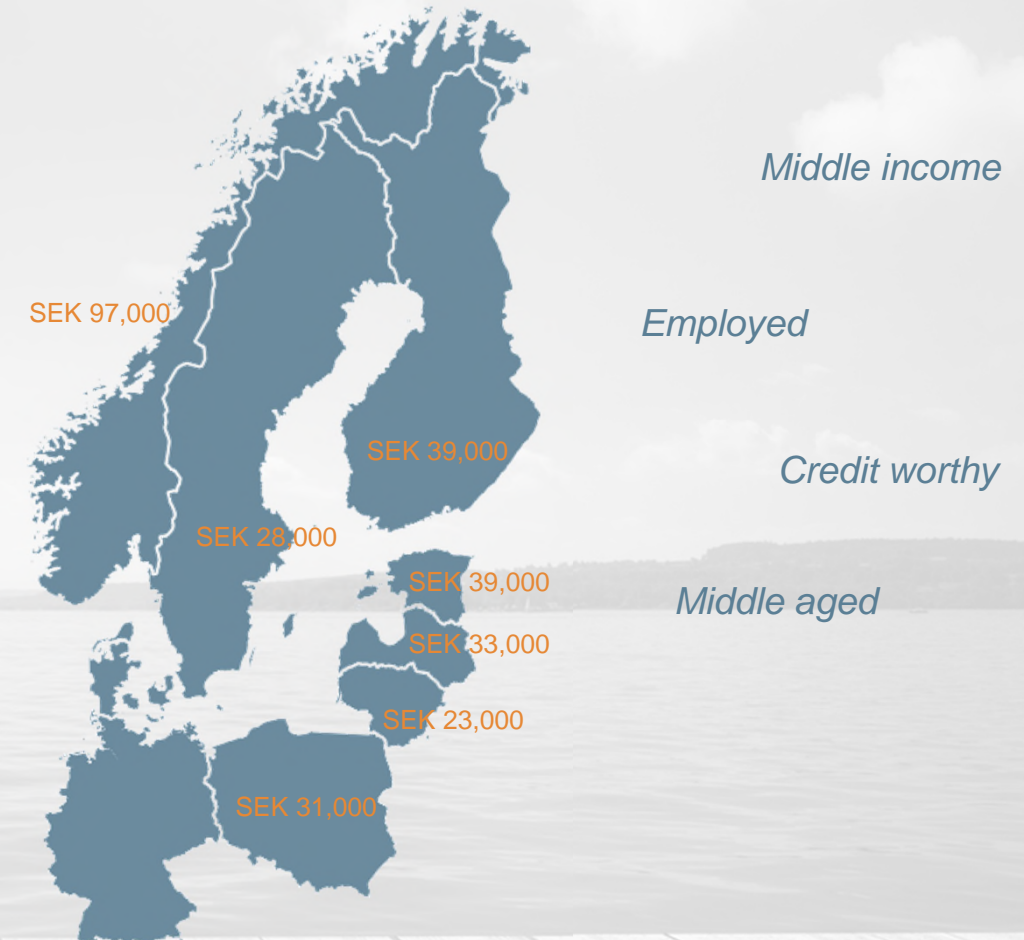 Middle income
SEK 97,000
Employed
SEK 39,000
Credit worthy
SEK 28,000
SEK 39,000
Middle aged
SEK 33,000
SEK 23,000
SEK 31,000